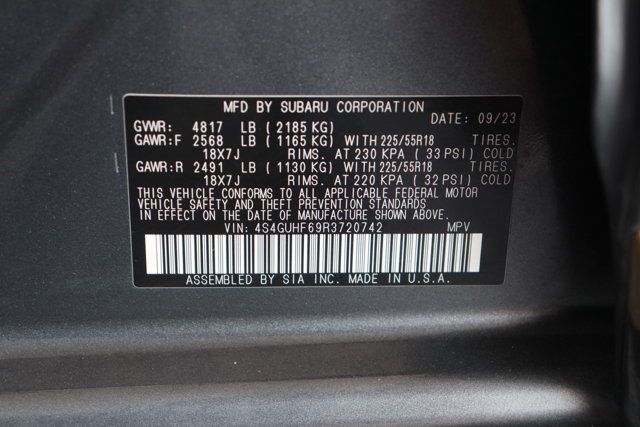 MFD BY SUBARU CORPORATION
DATE: 09/23
GVWR: 4817 LB (2185 KG)
GAWR:F 2568 LB (1165 KG) WITH 225/55R18 TIRES.
18X7J RIMS. AT 230 KPA (33 PSI) COLD
GAWR:R 2491 LB (1130 KG) WITH 225/55R18 TIRES.
18X7J RIMS. AT 220 KPA (32 PSI) COLD
THIS VEHICLE CONFORMS TO ALL APPLICABLE FEDERAL MOTOR
VEHICLE SAFETY AND THEFT PREVENTION STANDARDS
IN EFFECT ON THE DATE OF MANUFACTURE SHOWN ABOVE.
VIN: 4S4GUHF69R3720742 MPV
ASSEMBLED BY SIA INC. MADE IN U.S.A.